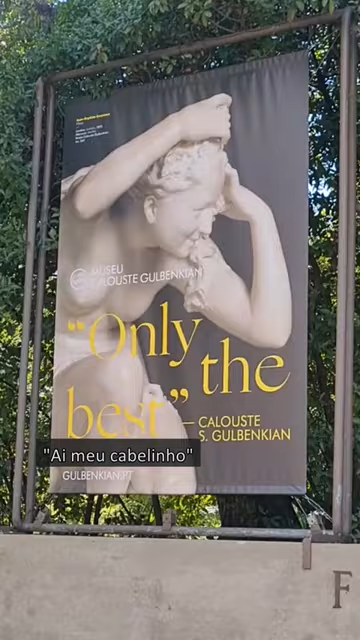 MUSEU
CALOUSTE GULBENKIAN
"Only
the
best"
— CALOUSTE
S. GULBENKIAN
"Ai meu cabelinho"
GULBENKIAN.PT
F